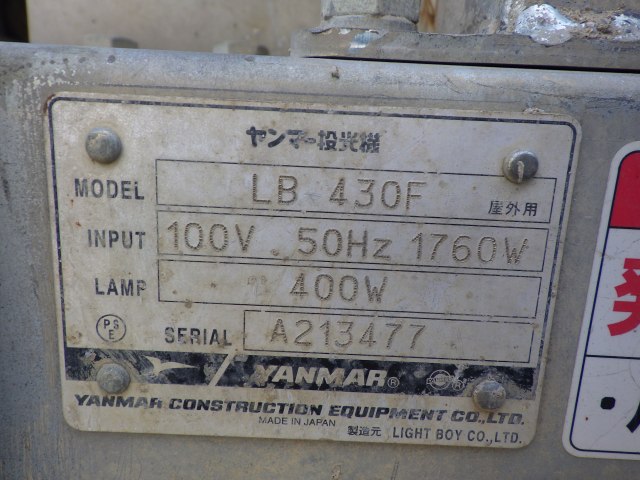 ヤンマー投光機
MODEL LB 430F 屋外用
INPUT 100V . 50Hz 1760W
LAMP 400W
PSE SERIAL A213477
YANMAR®
YANMAR CONSTRUCTION EQUIPMENT CO.,LTD.
MADE IN JAPAN
製造元 LIGHT BOY CO.,LTD.